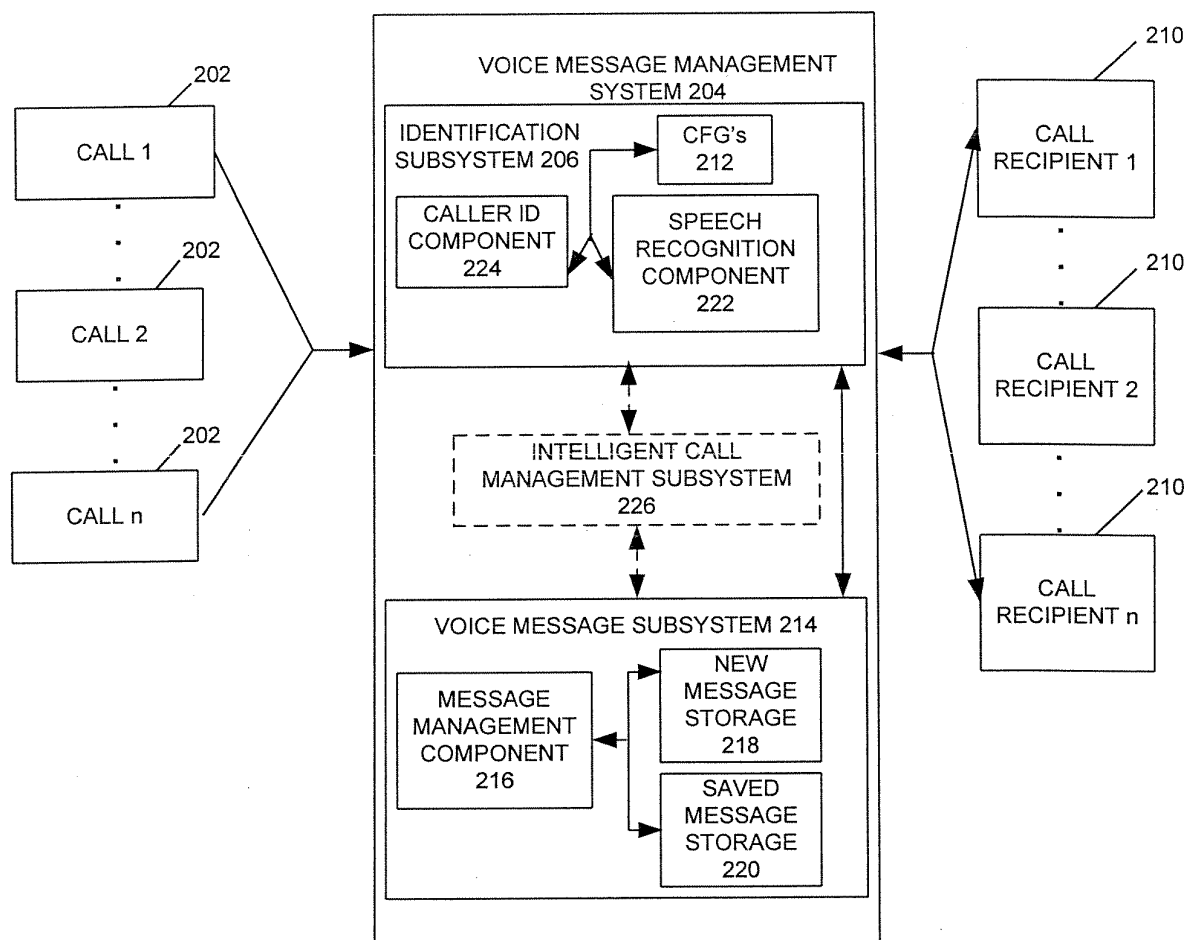 202
CALL 1
202
CALL 2
202
CALL n
VOICE MESSAGE MANAGEMENT
SYSTEM 204
IDENTIFICATION
SUBSYSTEM 206
CFG's
212
CALLER ID
COMPONENT
224
SPEECH
RECOGNITION
COMPONENT
222
INTELLIGENT CALL
MANAGEMENT SUBSYSTEM
226
VOICE MESSAGE SUBSYSTEM 214
MESSAGE
MANAGEMENT
COMPONENT
216
NEW
MESSAGE
STORAGE
218
SAVED
MESSAGE
STORAGE
220
210
CALL
RECIPIENT 1
210
CALL
RECIPIENT 2
210
CALL
RECIPIENT n